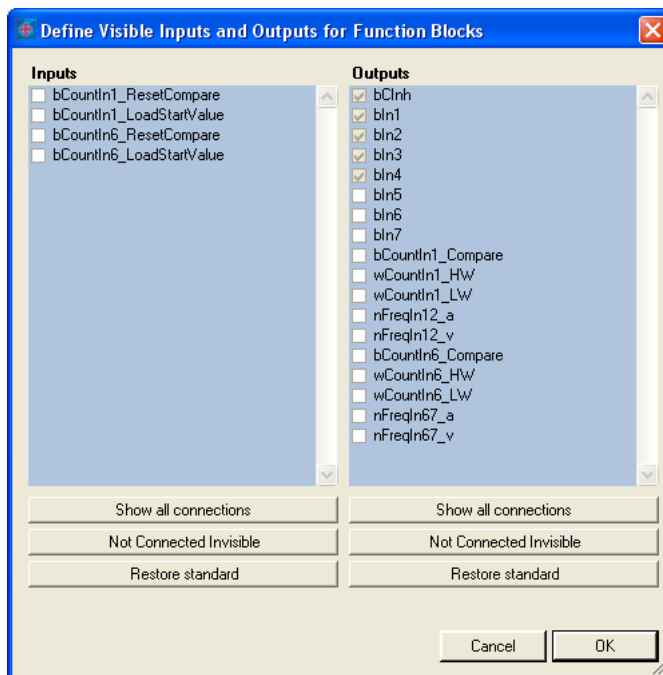 Define Visible Inputs and Outputs for Function Blocks
Inputs
bCountIn1_ResetCompare
bCountIn1_LoadStartValue
bCountIn6_ResetCompare
bCountIn6_LoadStartValue
Show all connections
Not Connected Invisible
Restore standard
Outputs
bCInh
bIn1
bIn2
bIn3
bIn4
bIn5
bIn6
bIn7
bCountIn1_Compare
wCountIn1_HW
wCountIn1_LW
nFreqIn12_a
nFreqIn12_v
bCountIn6_Compare
wCountIn6_HW
wCountIn6_LW
nFreqIn67_a
nFreqIn67_v
Show all connections
Not Connected Invisible
Restore standard
Cancel
OK